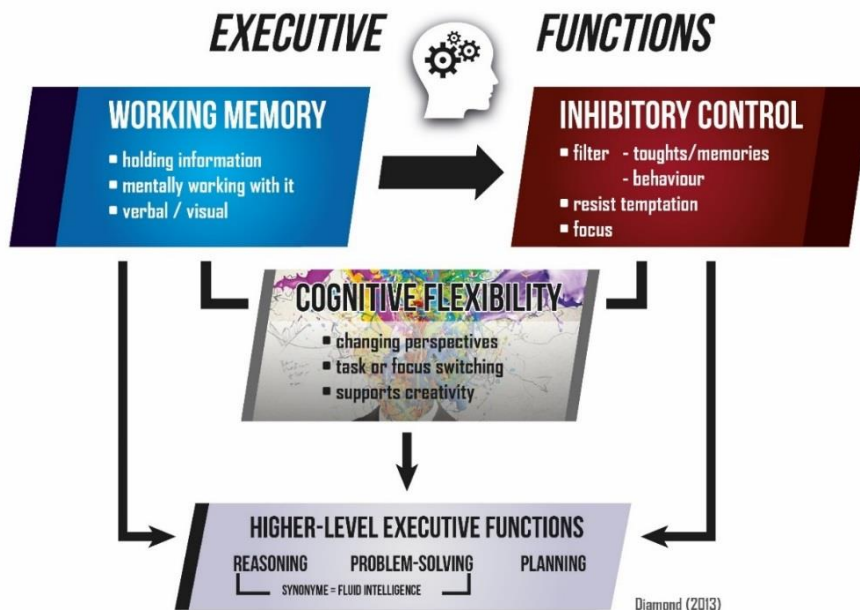 EXECUTIVE FUNCTIONS
WORKING MEMORY
▪ holding information
▪ mentally working with it
▪ verbal / visual
INHIBITORY CONTROL
▪ filter - toughts/memories
- behaviour
▪ resist temptation
▪ focus
COGNITIVE FLEXIBILITY
▪ changing perspectives
▪ task or focus switching
▪ supports creativity
HIGHER-LEVEL EXECUTIVE FUNCTIONS
REASONING PROBLEM-SOLVING PLANNING
SYNONYME = FLUID INTELLIGENCE
Diamond (2013)